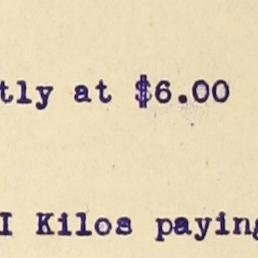 tly at $6.00
I Kilos paying